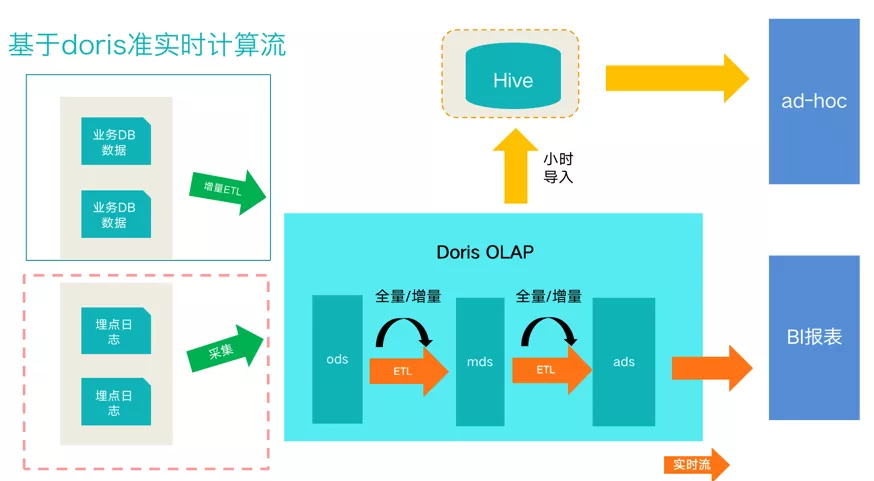 基于doris准实时计算流
Hive
ad-hoc
业务DB
数据
业务DB
数据
增量ETL
小时
导入
Doris OLAP
全量/增量
全量/增量
ods
ETL
mds
ETL
ads
BI报表
埋点日
志
采集
埋点日
志
实时流